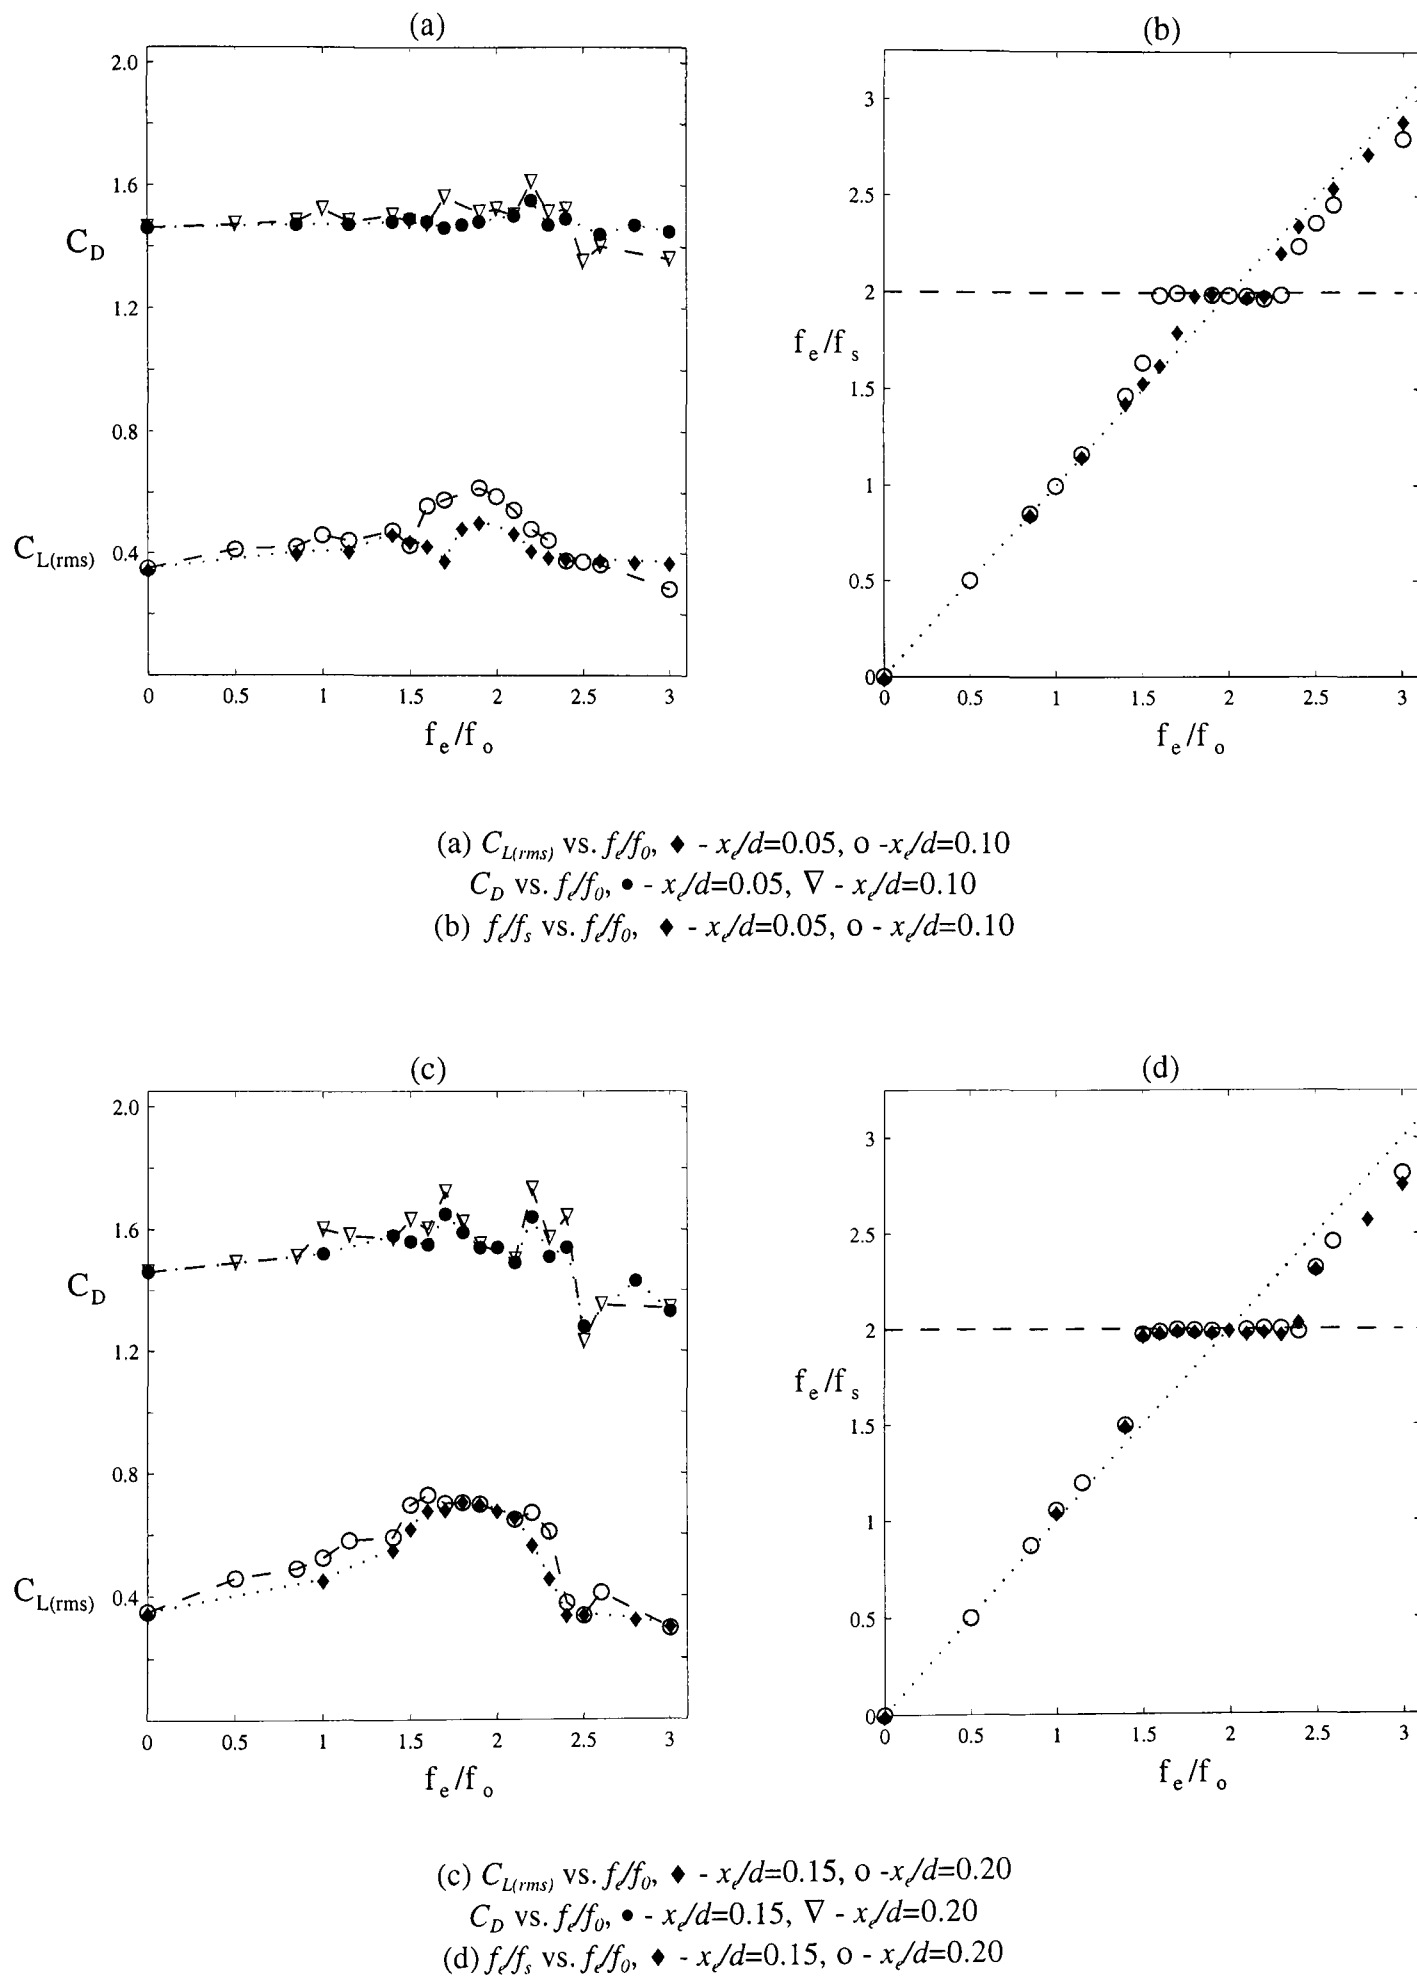 (a)
(b)
2.0
1.6
C_D
1.2
0.8
C_L(rms)
0.4
0 0.5 1 1.5 2 2.5 3
f_e/f_o
3
2.5
2
f_e/f_s
1.5
1
0.5
0
0 0.5 1 1.5 2 2.5 3
f_e/f_o
(a) C_L(rms) vs. f_e/f_0, ♦ - x_e/d=0.05, o -x_e/d=0.10
C_D vs. f_e/f_0, ● - x_e/d=0.05, ∇ - x_e/d=0.10
(b) f_e/f_s vs. f_e/f_0, ♦ - x_e/d=0.05, o - x_e/d=0.10
(c)
(d)
2.0
1.6
C_D
1.2
0.8
C_L(rms)
0.4
0 0.5 1 1.5 2 2.5 3
f_e/f_o
3
2.5
2
f_e/f_s
1.5
1
0.5
0
0 0.5 1 1.5 2 2.5 3
f_e/f_o
(c) C_L(rms) vs. f_e/f_0, ♦ - x_e/d=0.15, o -x_e/d=0.20
C_D vs. f_e/f_0, ● - x_e/d=0.15, ∇ - x_e/d=0.20
(d) f_e/f_s vs. f_e/f_0, ♦ - x_e/d=0.15, o - x_e/d=0.20